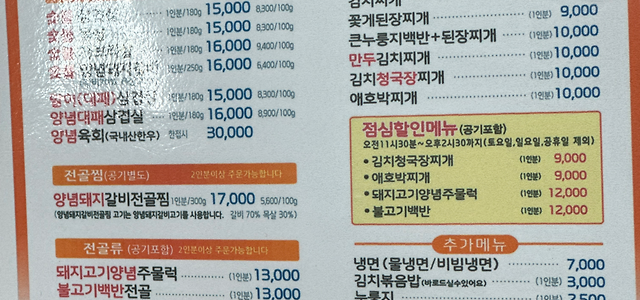 1인분/180g 15,000 8,300/100g
1인분/180g 15,000 8,300/100g
1인분/180g 16,000 9,400/100g
양념돼지갈비 1인분/250g 16,000 6,400/100g
1인분/180g 15,000 8,300/100g
양념대패삼겹살 1인분/180g 16,000 8,900/100g
양념육회(국내산한우) 한접시 30,000
전골찜(공기별도) 2인분이상 주문가능합니다
양념돼지갈비전골찜 1인분/300g 17,000 5,600/100g
(양념돼지갈비전골찜 고기는 양념돼지갈비고기를 사용합니다. 갈비 70% 목살 30%)
전골류 (공기포함) 2인분이상 주문가능합니다
돼지고기양념주물럭 (1인분) 13,000
불고기백반전골 (1인분) 13,000
김치찌개
꽃게된장찌개 (1인분) 9,000
큰누룽지백반+된장찌개 (1인분) 10,000
만두김치찌개 (1인분) 10,000
김치청국장찌개 (1인분) 10,000
애호박찌개 (1인분) 10,000
점심할인메뉴(공기포함)
오전11시30분~오후2시30분까지(토요일,일요일,공휴일 제외)
• 김치청국장찌개 (1인분) 9,000
• 애호박찌개 (1인분) 9,000
• 돼지고기양념주물럭 (1인분) 12,000
• 불고기백반 (1인분) 12,000
추가메뉴
냉면 (물냉면/비빔냉면) 7,000
김치볶음밥(바로드실수있어요) (1인분) 3,000
누룽지 (1인분) 2,500